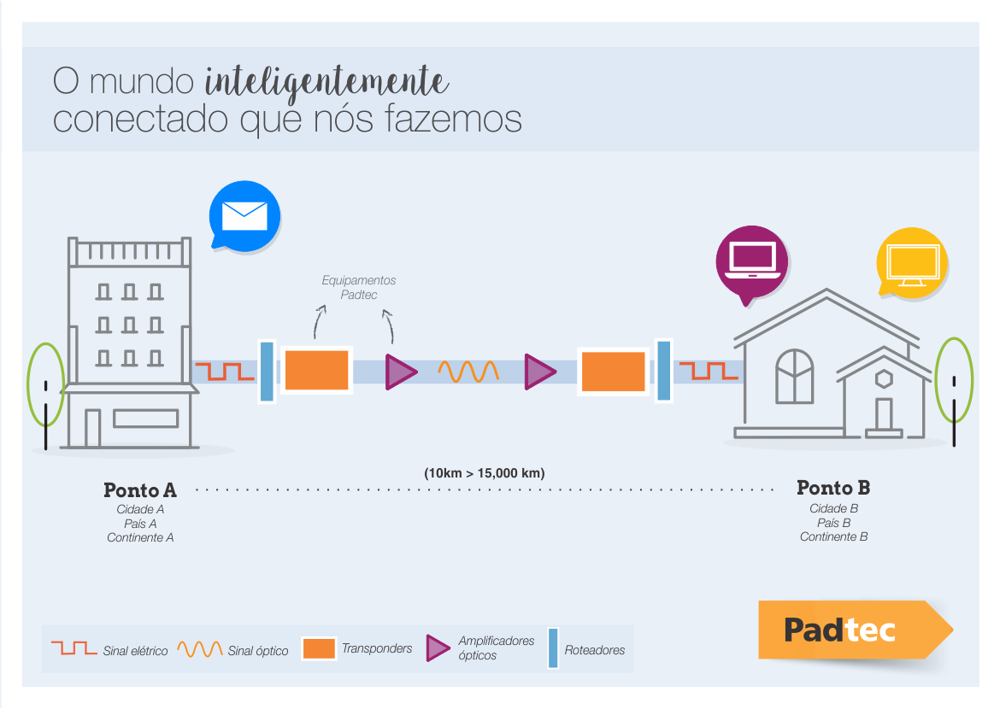 O mundo inteligentemente
conectado que nós fazemos
Equipamentos
Padtec
(10km > 15,000 km)
Ponto A
Cidade A
País A
Continente A
Ponto B
Cidade B
País B
Continente B
Sinal elétrico
Sinal óptico
Transponders
Amplificadores
ópticos
Roteadores
Padtec